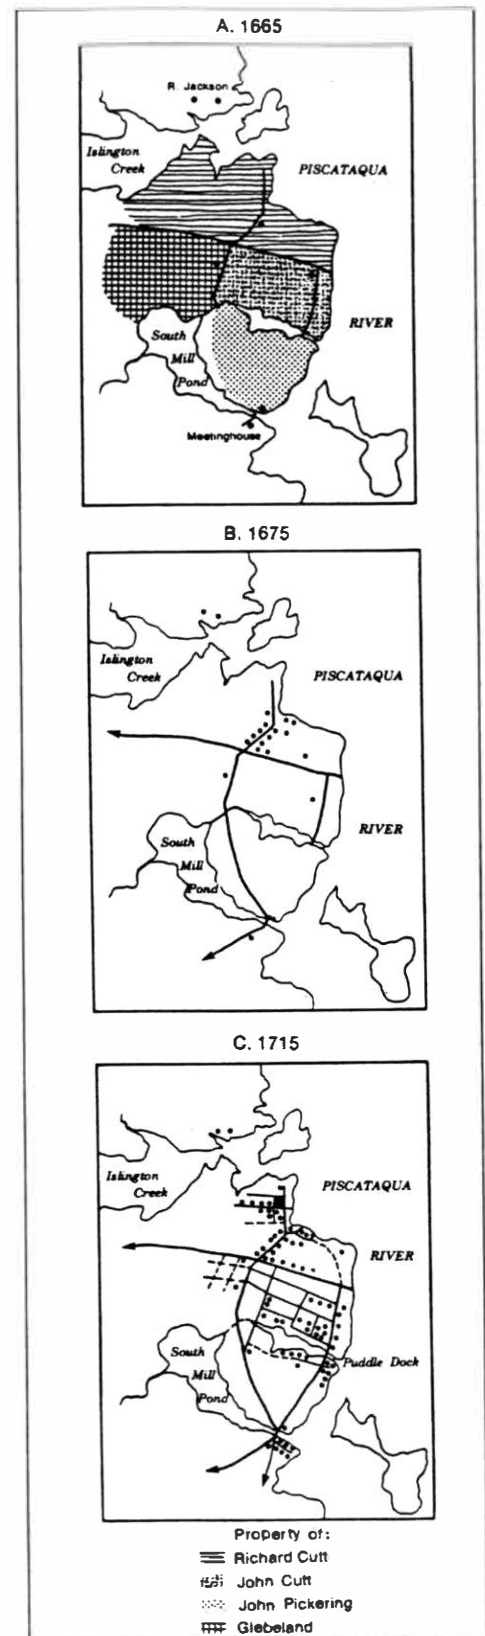 A. 1665
R. Jackson
Islington
Creek
PISCATAQUA
RIVER
South
Mill
Pond
Meetinghouse
B. 1675
Islington
Creek
PISCATAQUA
RIVER
South
Mill
Pond
C. 1715
Islington
Creek
PISCATAQUA
RIVER
South
Mill
Pond
Puddle Dock
Property of:
Richard Cutt
John Cutt
John Pickering
Glebeland